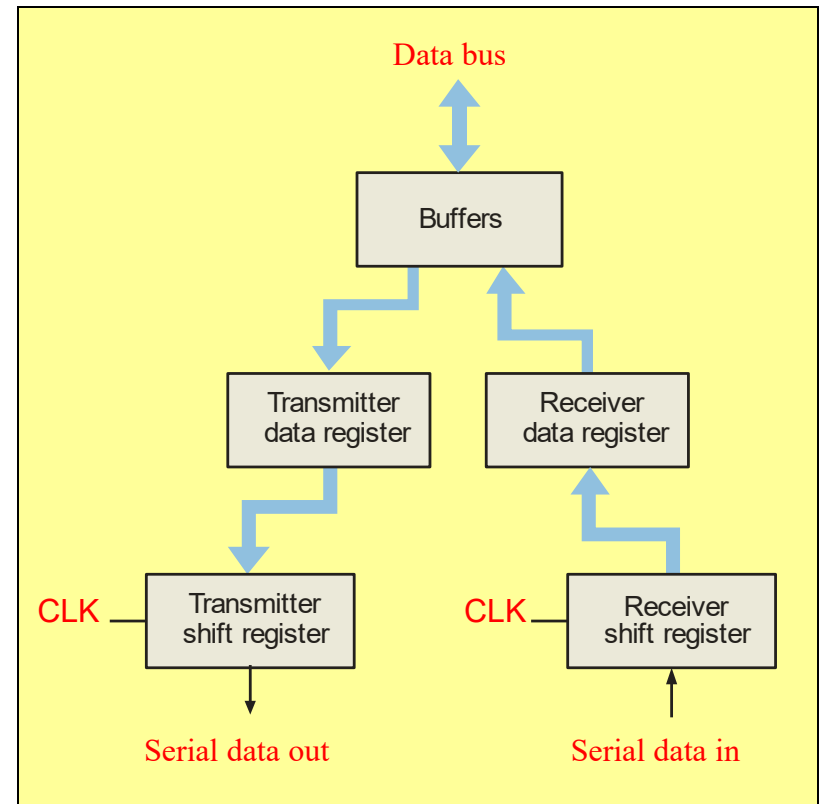 Data bus
Buffers
Transmitter
data register
Receiver
data register
CLK
Transmitter
shift register
CLK
Receiver
shift register
Serial data out
Serial data in